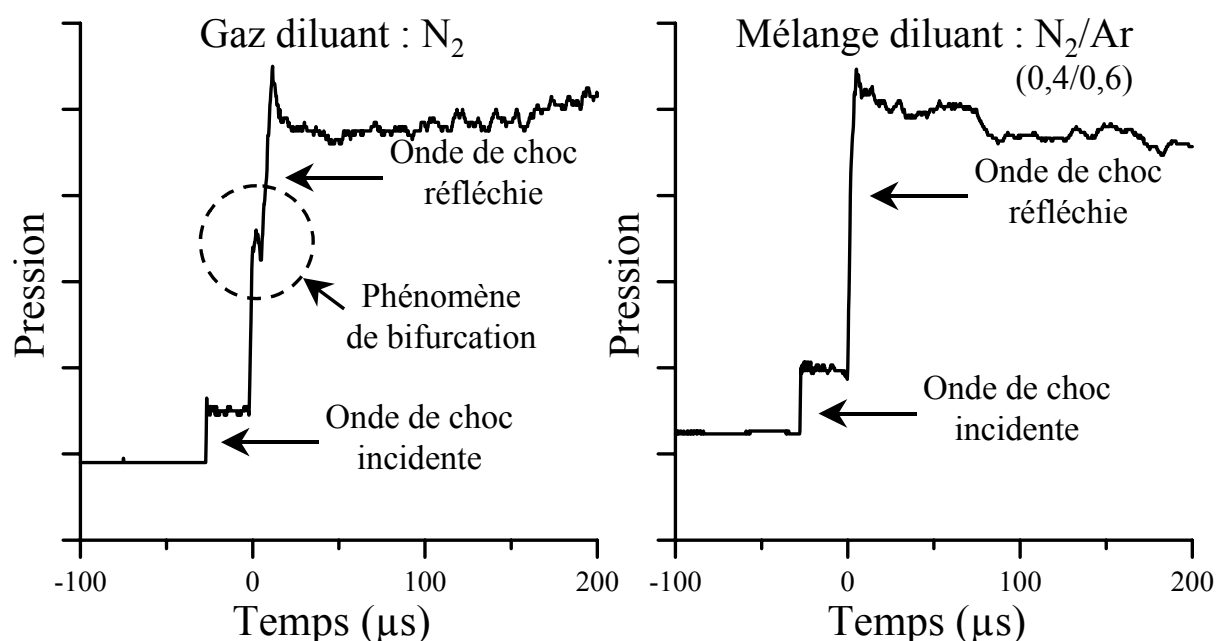 Gaz diluant : N₂
Pression
Onde de choc
réfléchie
Phénomène
de bifurcation
Onde de choc
incidente
-100
0
100
200
Temps (µs)
Mélange diluant : N₂/Ar
(0,4/0,6)
Pression
Onde de choc
réfléchie
Onde de choc
incidente
-100
0
100
200
Temps (µs)